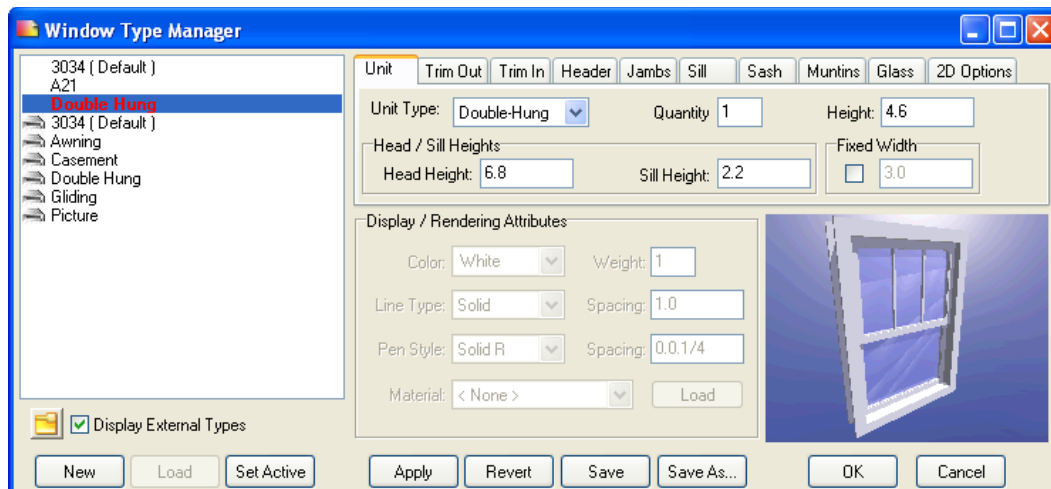 Window Type Manager
3034 ( Default )
A21
Double Hung
3034 ( Default )
Awning
Casement
Double Hung
Gliding
Picture
Display External Types
New Load Set Active
Unit Trim Out Trim In Header Jambs Sill Sash Muntins Glass 2D Options
Unit Type: Double-Hung Quantity 1 Height: 4.6
Head / Sill Heights Fixed Width
Head Height: 6.8 Sill Height: 2.2 3.0
Display / Rendering Attributes
Color: White Weight: 1
Line Type: Solid Spacing: 1.0
Pen Style: Solid R Spacing: 0.0.1/4
Material: < None > Load
Apply Revert Save Save As... OK Cancel